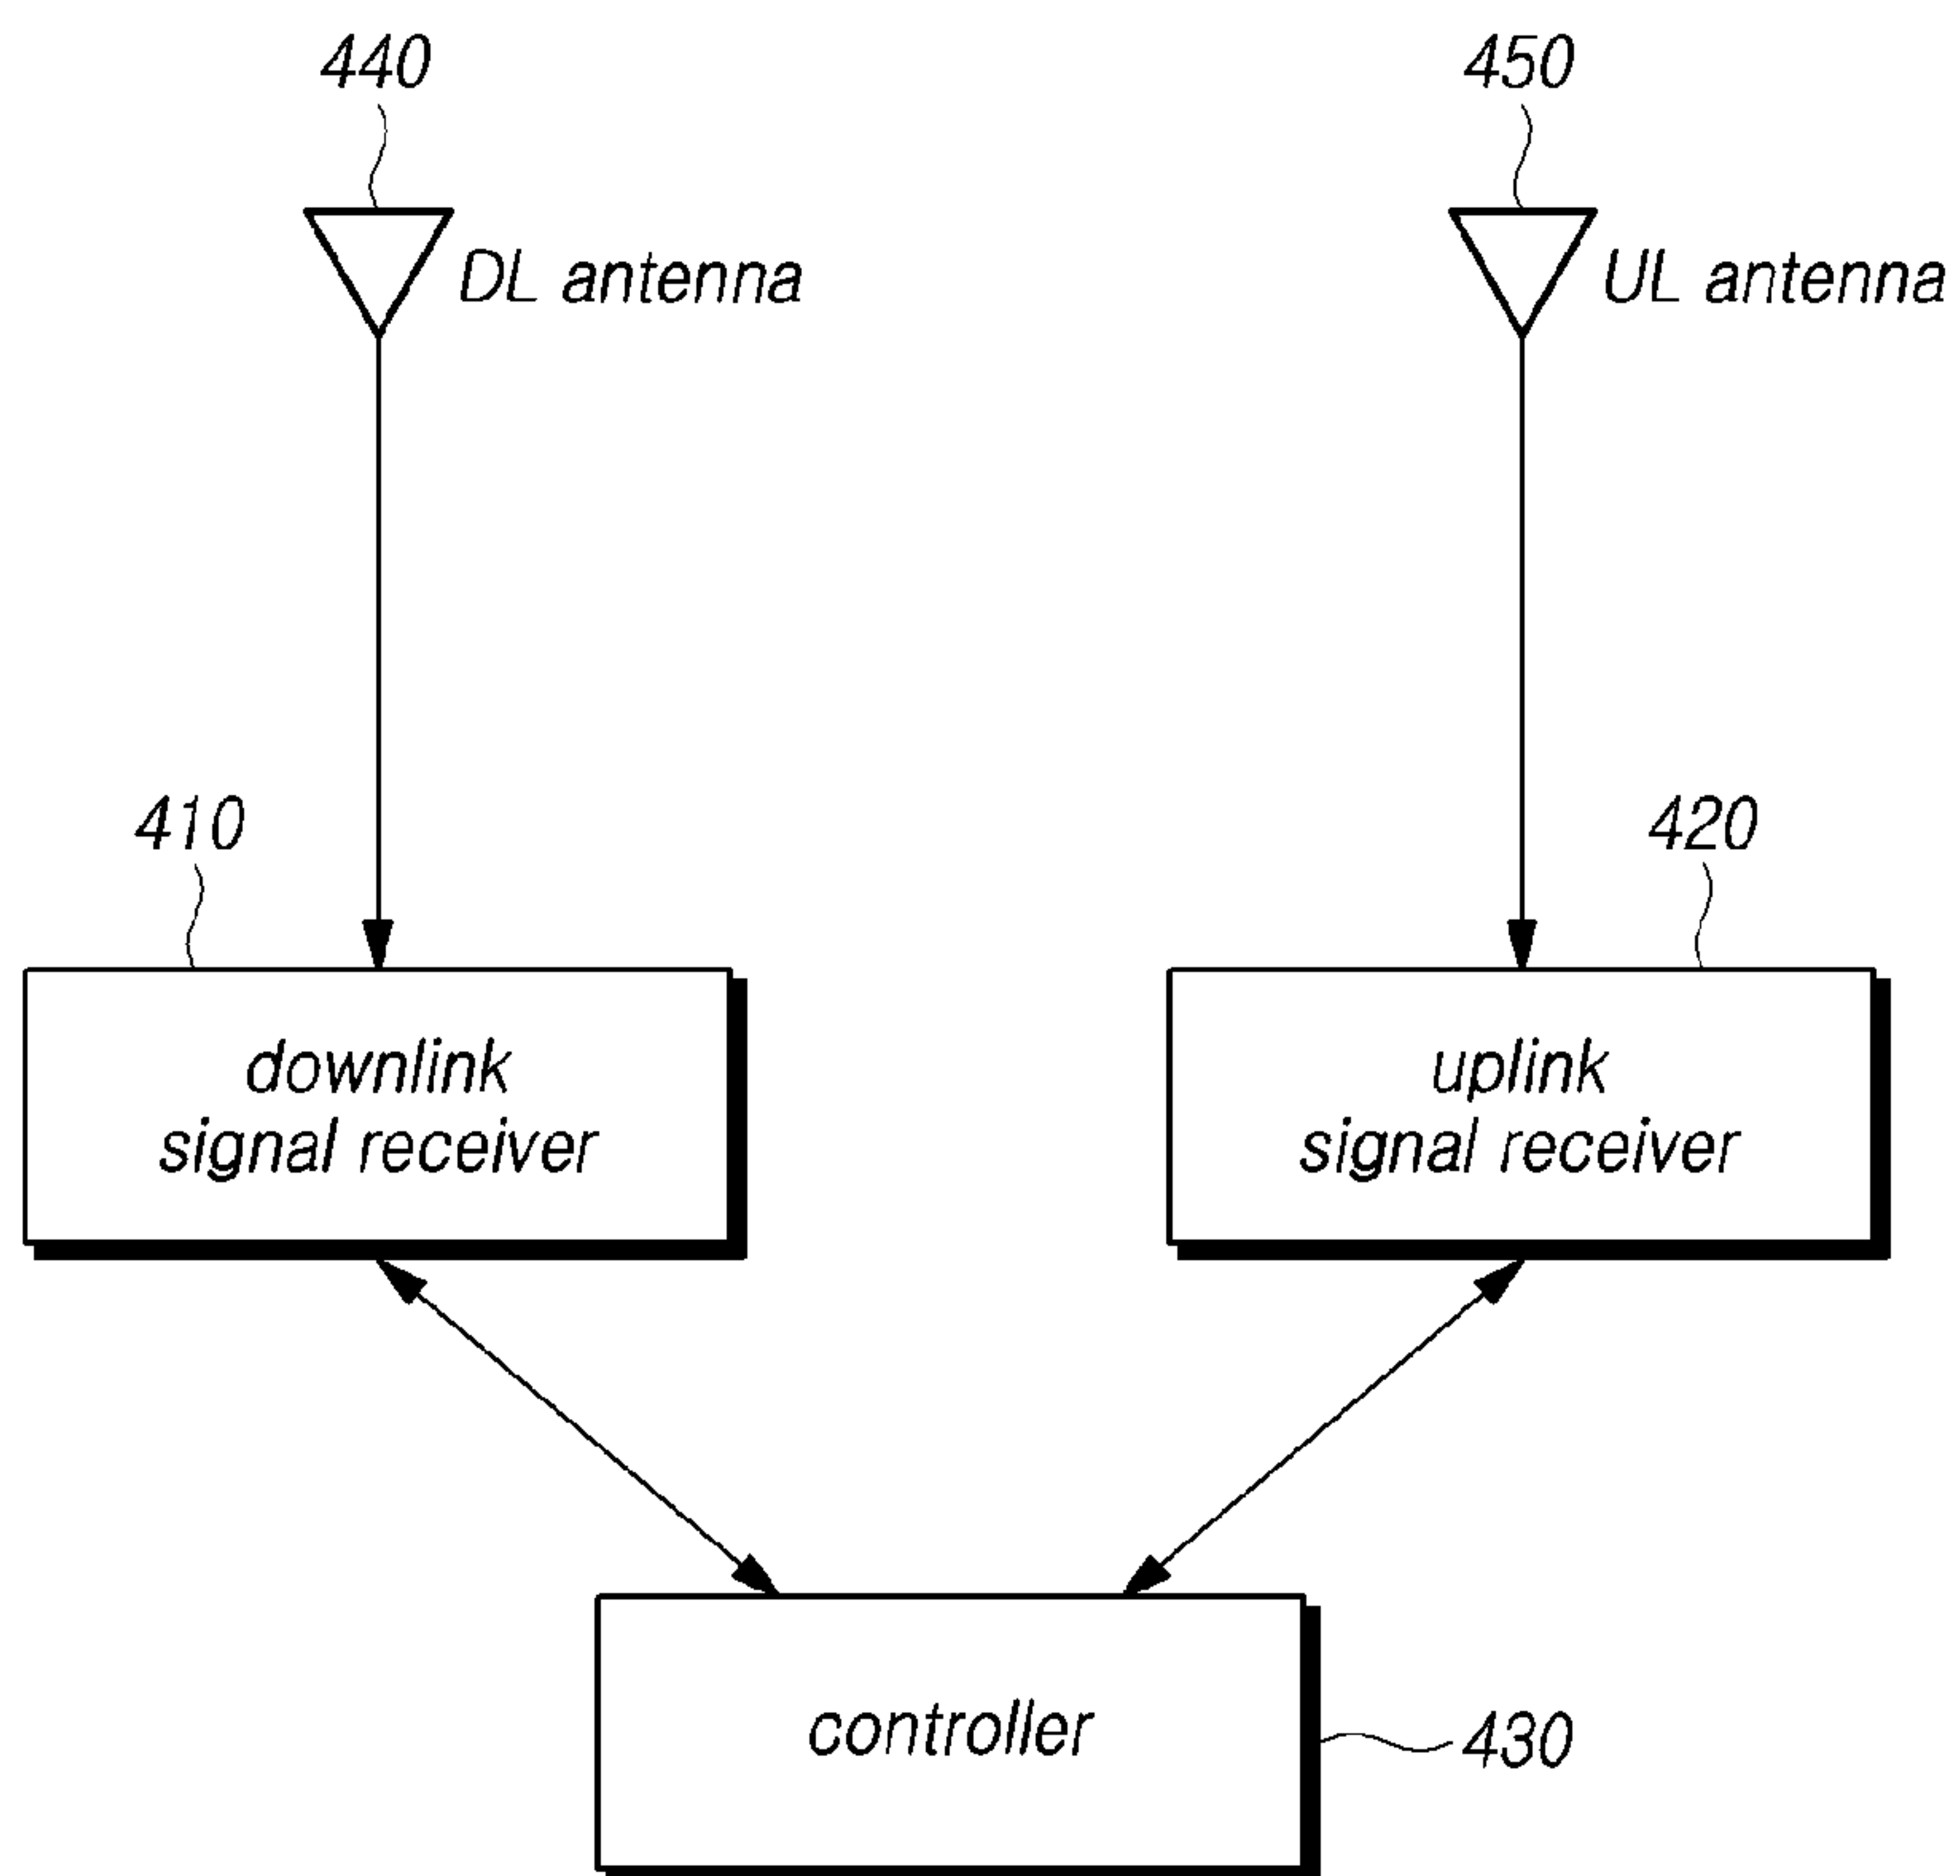 440
450
DL antenna
UL antenna
410
420
downlink
signal receiver
uplink
signal receiver
controller
430